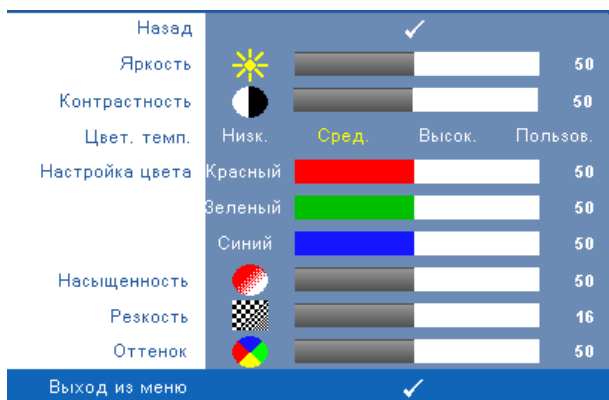 Назад
Яркость 50
Контрастность 50
Цвет. темп. Низк. Сред. Высок. Пользов.
Настройка цвета Красный 50
Зеленый 50
Синий 50
Насыщенность 50
Резкость 16
Оттенок 50
Выход из меню